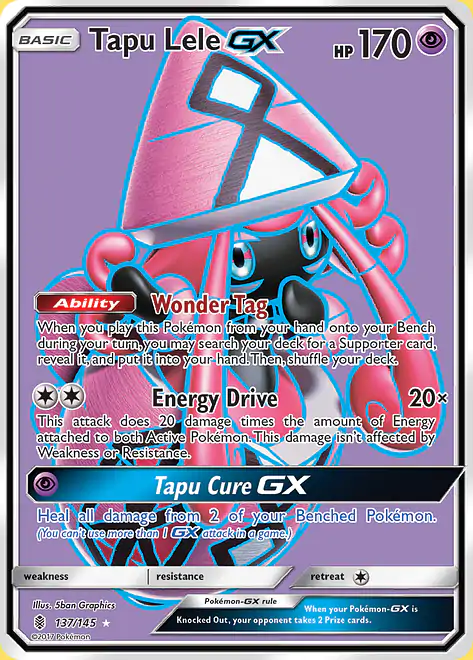 BASIC Tapu Lele GX HP 170
Ability Wonder Tag
When you play this Pokémon from your hand onto your Bench
during your turn, you may search your deck for a Supporter card,
reveal it, and put it into your hand. Then, shuffle your deck.
Energy Drive 20×
This attack does 20 damage times the amount of Energy
attached to both Active Pokémon. This damage isn't affected by
Weakness or Resistance.
Tapu Cure GX
Heal all damage from 2 of your Benched Pokémon.
(You can't use more than 1 GX attack in a game.)
weakness resistance retreat
Illus. 5ban Graphics
137/145
©2017 Pokémon
Pokémon-GX rule
When your Pokémon-GX is
Knocked Out, your opponent takes 2 Prize cards.